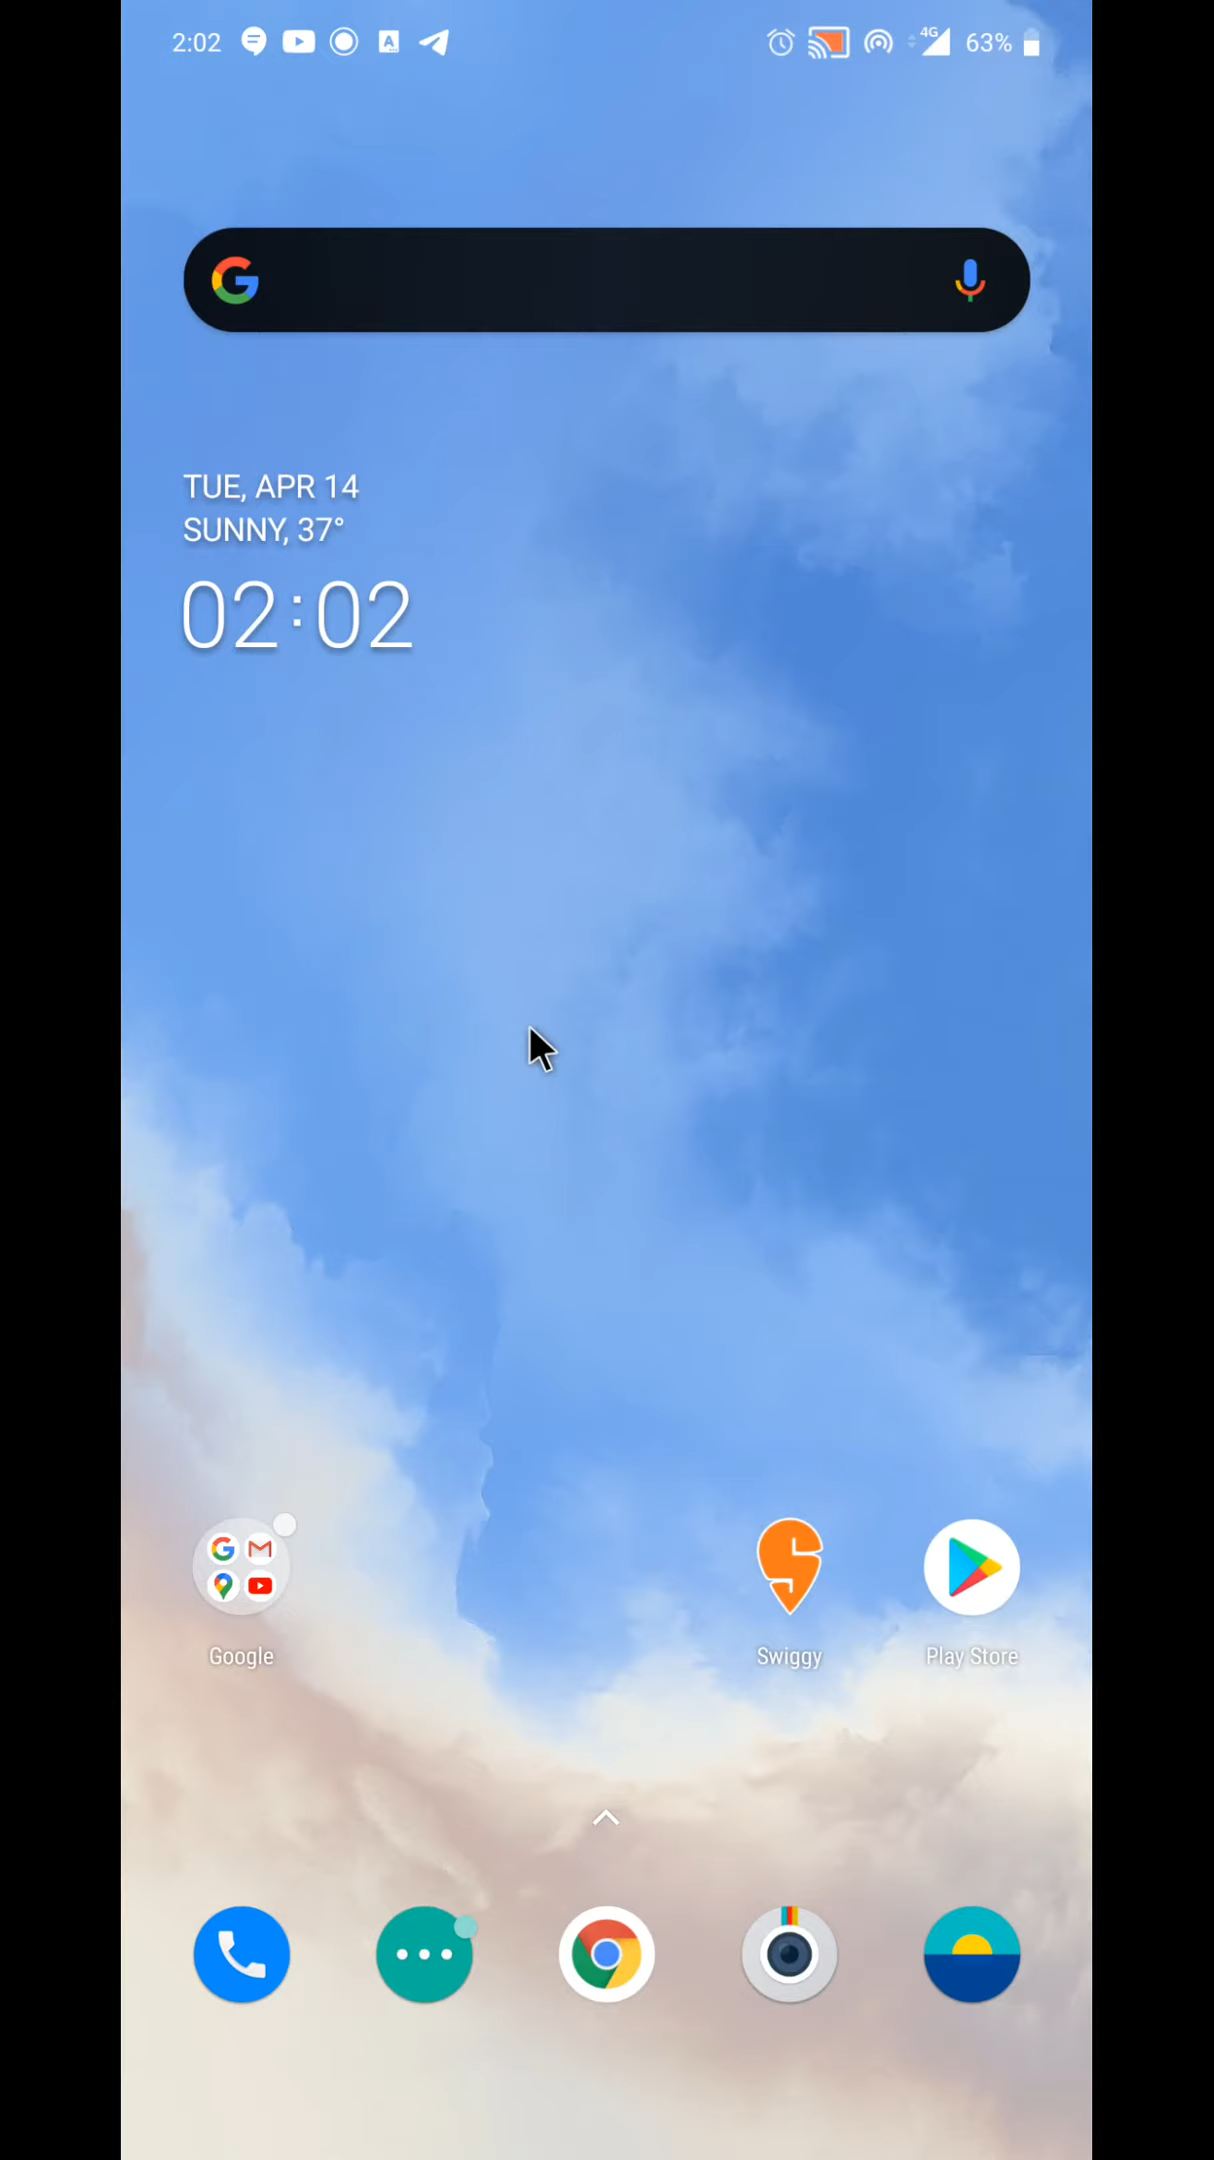 2:02 A 4G 63%
TUE, APR 14
SUNNY, 37°
02:02
Google Swiggy Play Store